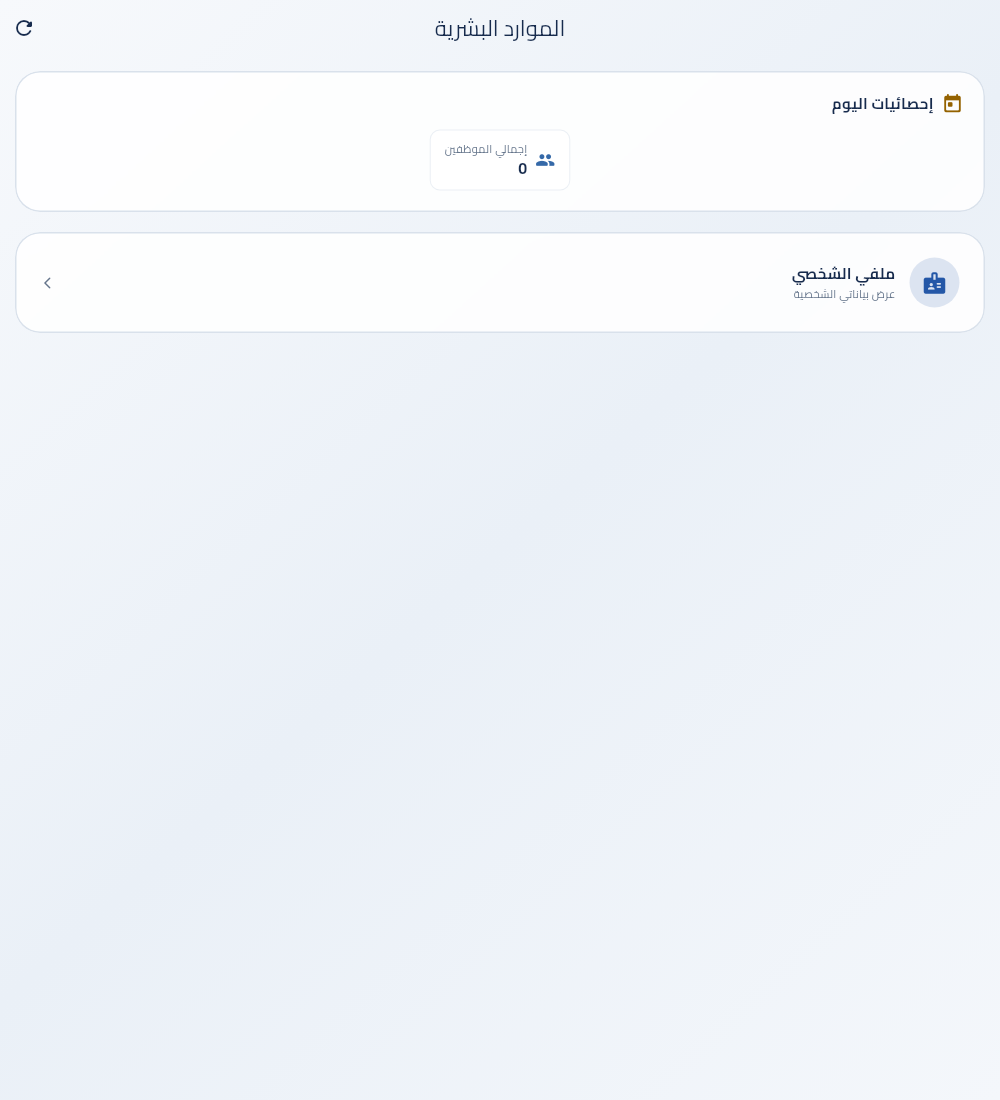 الموارد البشرية
إحصائيات اليوم
إجمالي الموظفين
0
ملفي الشخصي
عرض بياناتي الشخصية